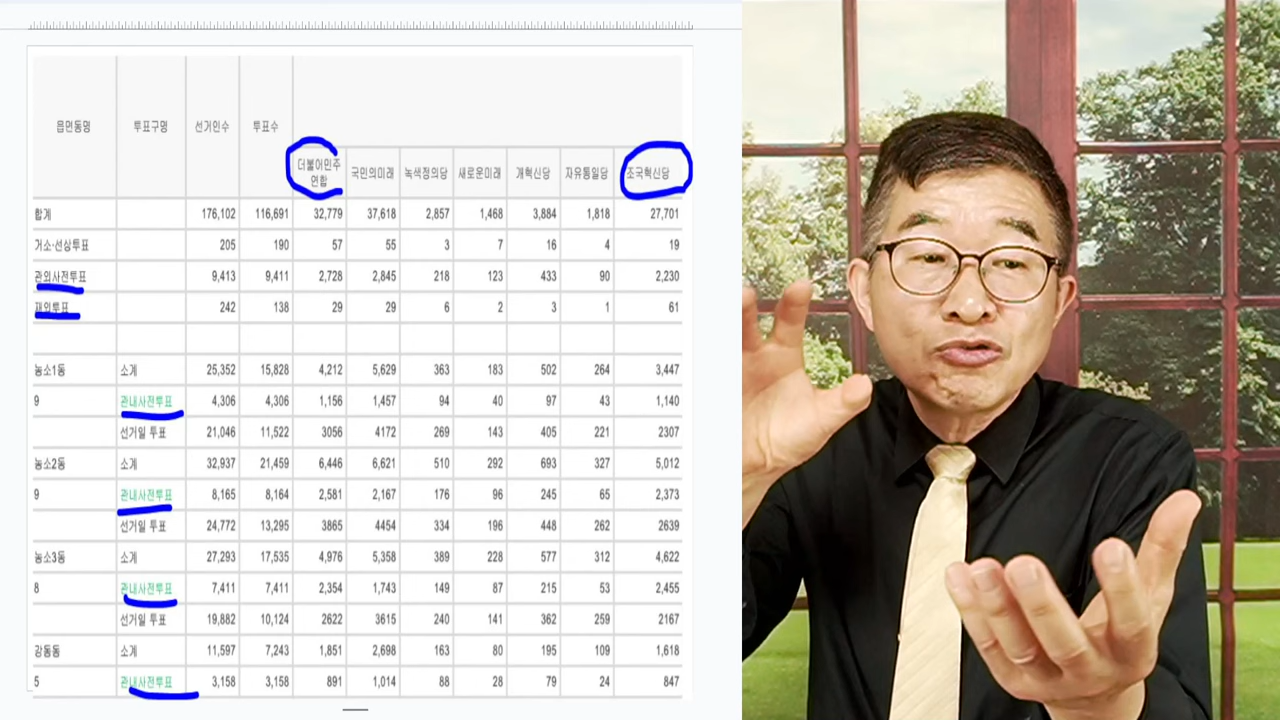 읍면동명 투표구명 선거인수 투표수
더불어민주
연합 국민의미래 녹색정의당 새로운미래 개혁신당 자유통일당 조국혁신당
합계 176,102 116,691 32,779 37,618 2,857 1,468 3,884 1,818 27,701
거소·선상투표 205 190 57 55 3 7 16 4 19
관외사전투표 9,413 9,411 2,728 2,845 218 123 433 90 2,230
재외투표 242 138 29 29 6 2 3 1 61
농소1동 소계 25,352 15,828 4,212 5,629 363 183 502 264 3,447
9 관내사전투표 4,306 4,306 1,156 1,457 94 40 97 43 1,140
선거일 투표 21,046 11,522 3056 4172 269 143 405 221 2307
농소2동 소계 32,937 21,459 6,446 6,621 510 292 693 327 5,012
9 관내사전투표 8,165 8,164 2,581 2,167 176 96 245 65 2,373
선거일 투표 24,772 13,295 3865 4454 334 196 448 262 2639
농소3동 소계 27,293 17,535 4,976 5,358 389 228 577 312 4,622
8 관내사전투표 7,411 7,411 2,354 1,743 149 87 215 53 2,455
선거일 투표 19,882 10,124 2622 3615 240 141 362 259 2167
강동동 소계 11,597 7,243 1,851 2,698 163 80 195 109 1,618
5 관내사전투표 3,158 3,158 891 1,014 88 28 79 24 847